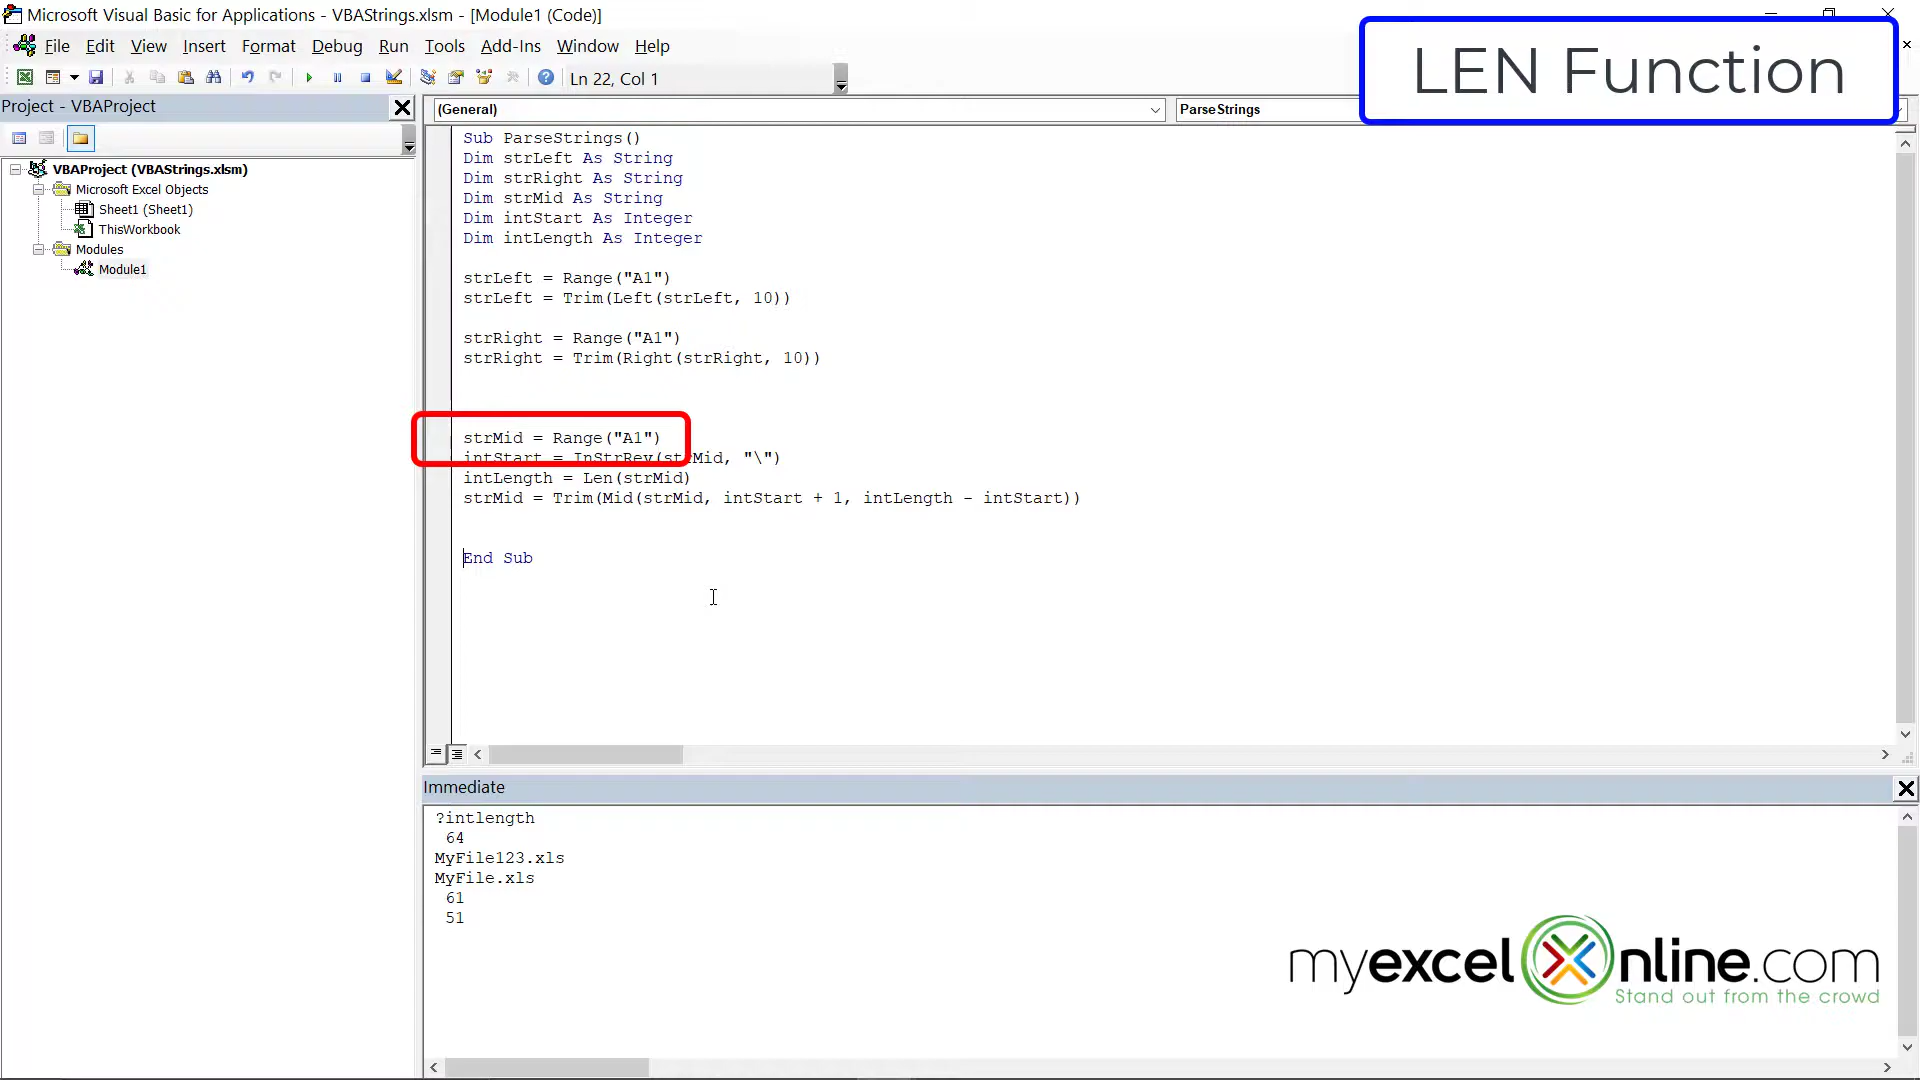 Microsoft Visual Basic for Applications - VBAStrings.xlsm - [Module1 (Code)]
File Edit View Insert Format Debug Run Tools Add-Ins Window Help
Ln 22, Col 1
LEN Function
Project - VBAProject
(General)
ParseStrings
VBAProject (VBAStrings.xlsm)
Microsoft Excel Objects
Sheet1 (Sheet1)
ThisWorkbook
Modules
Module1
Sub ParseStrings()
Dim strLeft As String
Dim strRight As String
Dim strMid As String
Dim intStart As Integer
Dim intLength As Integer
strLeft = Range("A1")
strLeft = Trim(Left(strLeft, 10))
strRight = Range("A1")
strRight = Trim(Right(strRight, 10))
strMid = Range("A1")
intStart = InStrRev(strMid, "\")
intLength = Len(strMid)
strMid = Trim(Mid(strMid, intStart + 1, intLength - intStart))
End Sub
Immediate
?intlength
64
MyFile123.xls
MyFile.xls
61
51
myexcelOnline.com
Stand out from the crowd